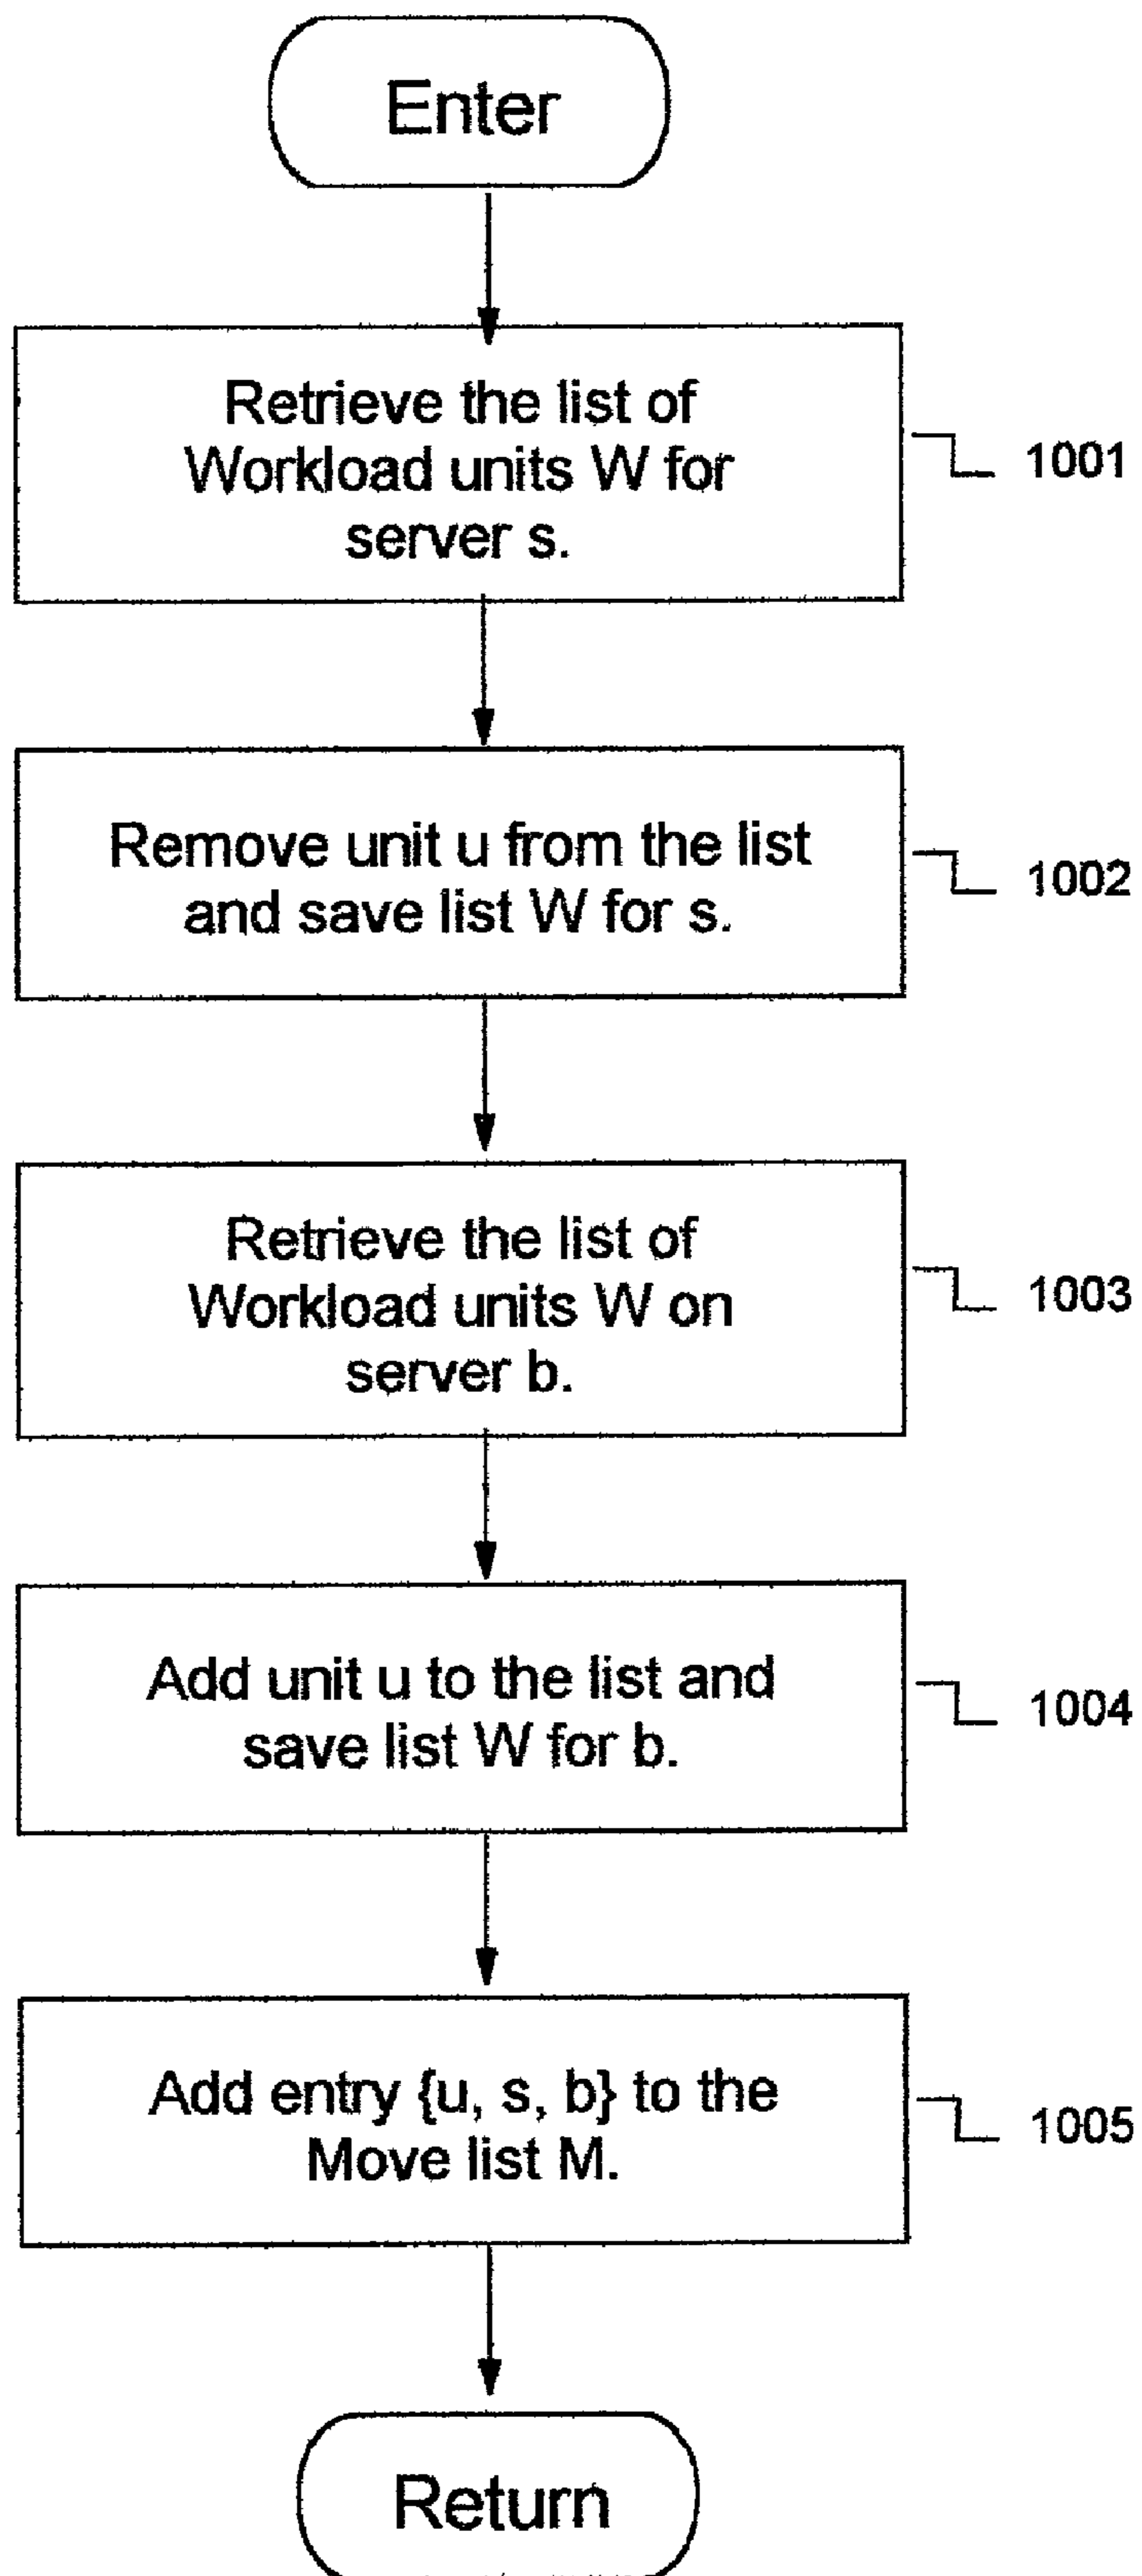 Enter
Retrieve the list of
Workload units W for
server s.
1001
Remove unit u from the list
and save list W for s.
1002
Retrieve the list of
Workload units W on
server b.
1003
Add unit u to the list and
save list W for b.
1004
Add entry {u, s, b} to the
Move list M.
1005
Return